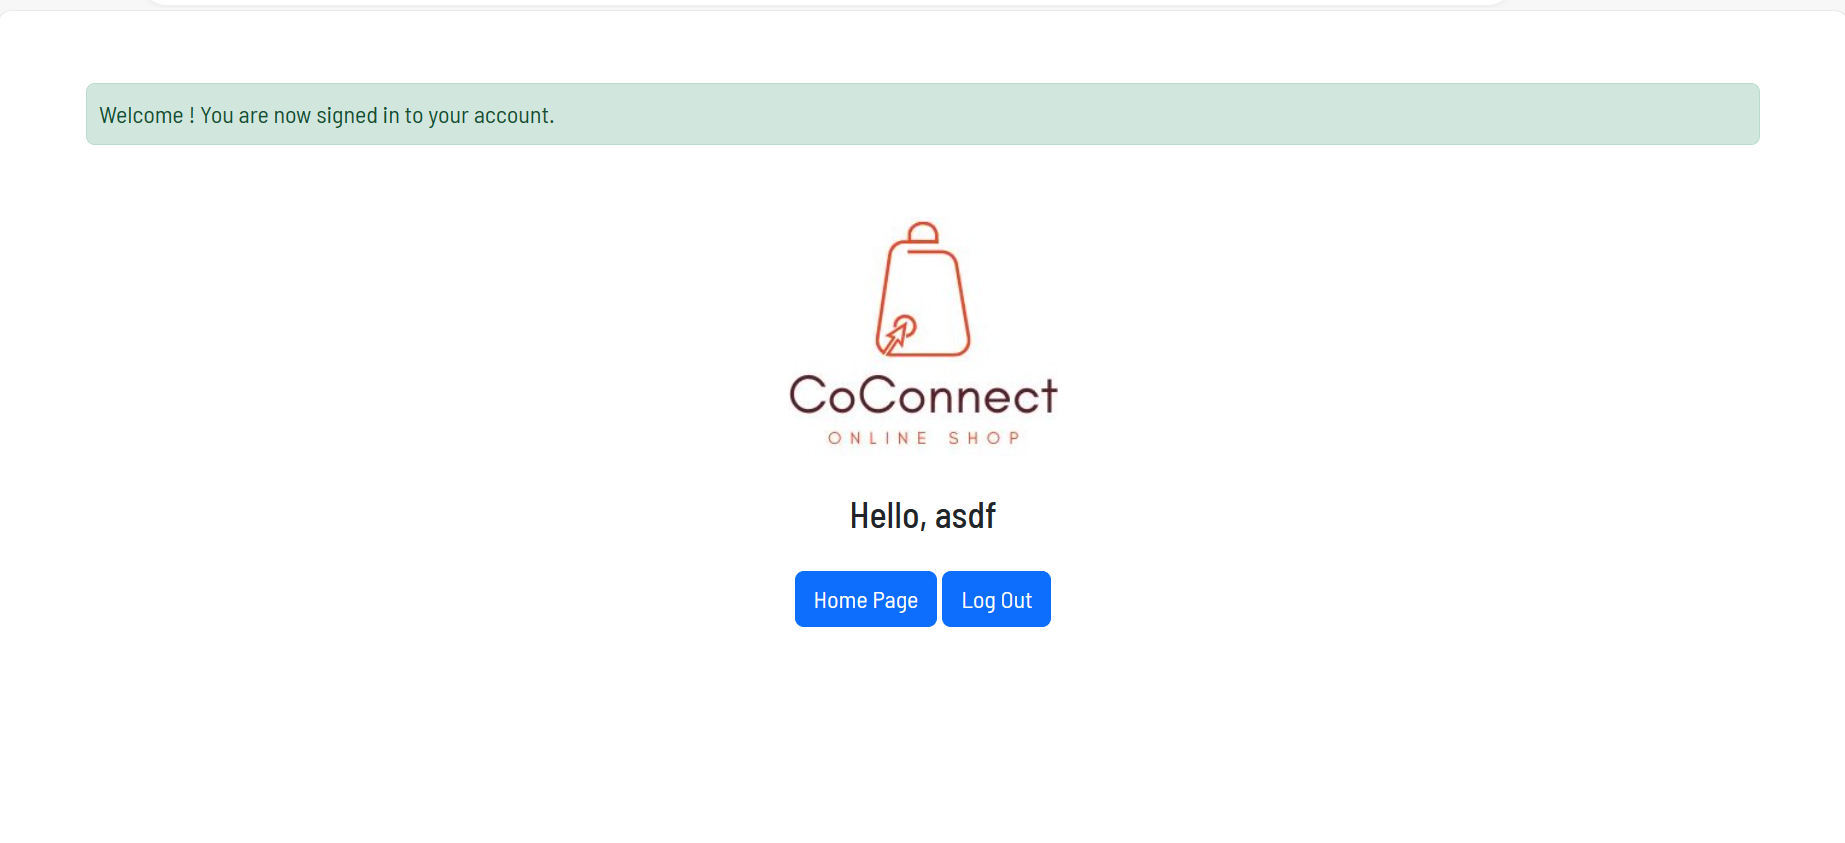 Welcome ! You are now signed in to your account.
CoConnect
ONLINE SHOP
Hello, asdf
Home Page Log Out